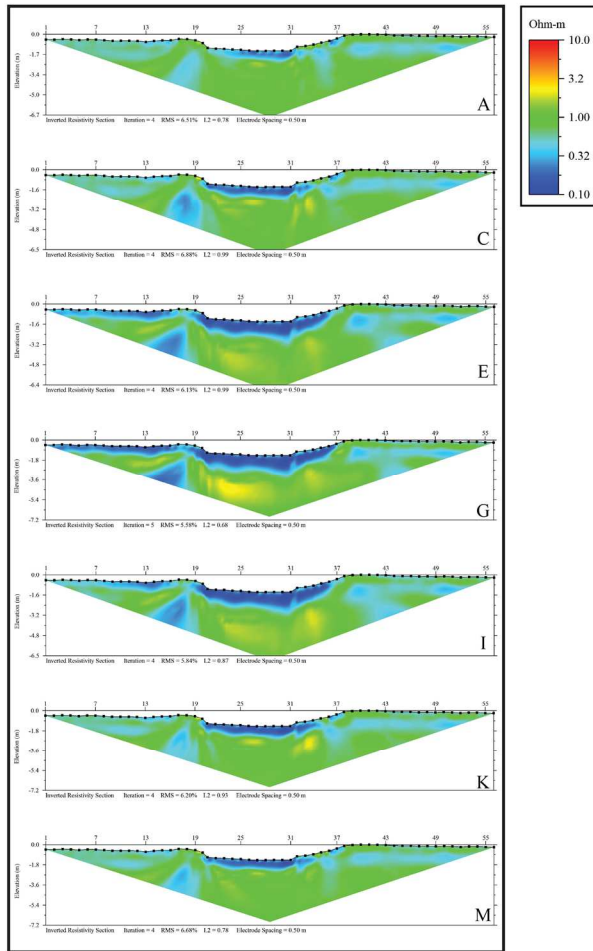 Ohm-m
10.0
3.2
1.00
0.32
0.10
1 7 13 19 25 31 37 43 49 55
Elevation (m)
0.0
-1.6
-3.4
-5.0
-6.7
A
Inverted Resistivity Section Iteration = 4 RMS = 6.51% L2 = 0.78 Electrode Spacing = 0.50 m
1 7 13 19 25 31 37 43 49 55
Elevation (m)
0.0
-1.6
-3.2
-4.8
-6.5
C
Inverted Resistivity Section Iteration = 4 RMS = 6.88% L2 = 0.99 Electrode Spacing = 0.50 m
1 7 13 19 25 31 37 43 49 55
Elevation (m)
0.0
-1.6
-3.2
-4.8
-6.4
E
Inverted Resistivity Section Iteration = 4 RMS = 6.13% L2 = 0.99 Electrode Spacing = 0.50 m
1 7 13 19 25 31 37 43 49 55
Elevation (m)
0.0
-1.8
-3.6
-5.4
-7.2
G
Inverted Resistivity Section Iteration = 5 RMS = 5.58% L2 = 0.68 Electrode Spacing = 0.50 m
1 7 13 19 25 31 37 43 49 55
Elevation (m)
0.0
-1.6
-3.2
-4.8
-6.5
I
Inverted Resistivity Section Iteration = 4 RMS = 5.84% L2 = 0.87 Electrode Spacing = 0.50 m
1 7 13 19 25 31 37 43 49 55
Elevation (m)
0.0
-1.8
-3.6
-5.4
-7.2
K
Inverted Resistivity Section Iteration = 4 RMS = 6.20% L2 = 0.93 Electrode Spacing = 0.50 m
1 7 13 19 25 31 37 43 49 55
Elevation (m)
0.0
-1.8
-3.6
-5.4
-7.2
M
Inverted Resistivity Section Iteration = 4 RMS = 6.68% L2 = 0.78 Electrode Spacing = 0.50 m